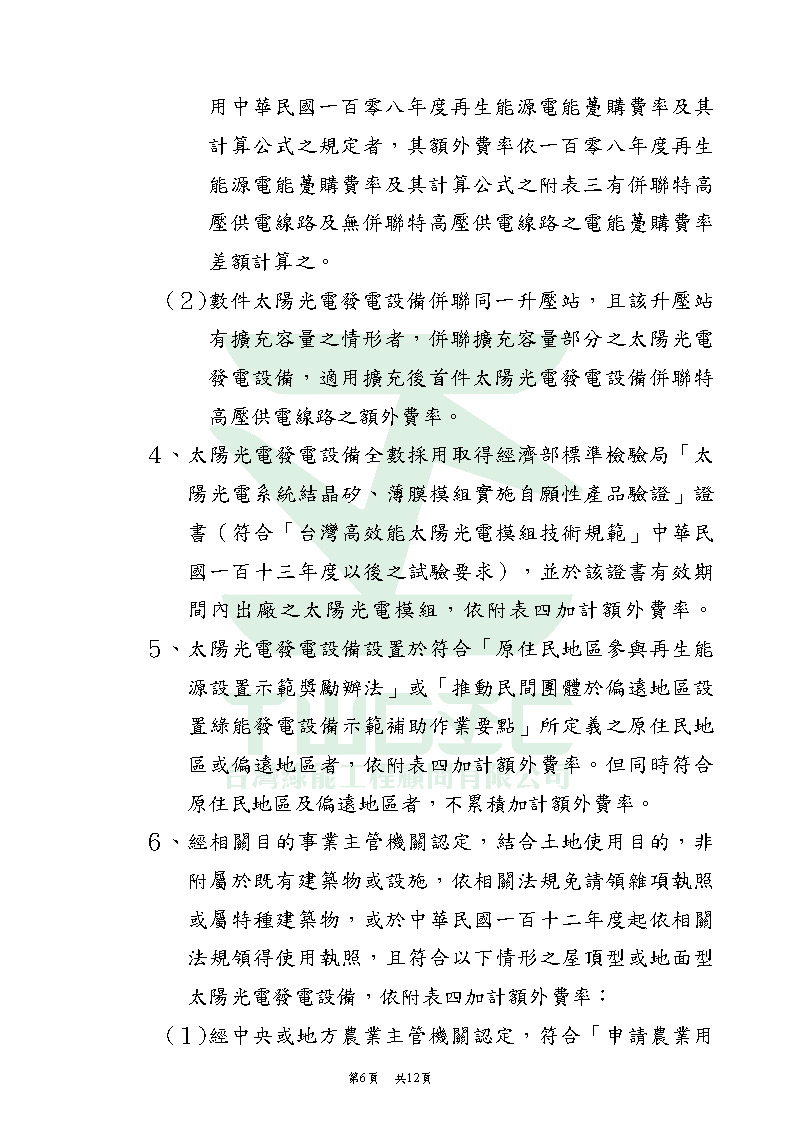 用中華民國一百零八年度再生能源電能躉購費率及其
計算公式之規定者，其額外費率依一百零八年度再生
能源電能躉購費率及其計算公式之附表三有併聯特高
壓供電線路及無併聯特高壓供電線路之電能躉購費率
差額計算之。
（2）數件太陽光電發電設備併聯同一升壓站，且該升壓站
有擴充容量之情形者，併聯擴充容量部分之太陽光電
發電設備，適用擴充後首件太陽光電發電設備併聯特
高壓供電線路之額外費率。
4、太陽光電發電設備全數採用取得經濟部標準檢驗局「太
陽光電系統結晶矽、薄膜模組實施自願性產品驗證」證
書（符合「台灣高效能太陽光電模組技術規範」中華民
國一百十三年度以後之試驗要求），並於該證書有效期
間內出廠之太陽光電模組，依附表四加計額外費率。
5、太陽光電發電設備設置於符合「原住民地區參與再生能
源設置示範獎勵辦法」或「推動民間團體於偏遠地區設
置綠能發電設備示範補助作業要點」所定義之原住民地
區或偏遠地區者，依附表四加計額外費率。但同時符合
原住民地區及偏遠地區者，不累積加計額外費率。
6、經相關目的事業主管機關認定，結合土地使用目的，非
附屬於既有建築物或設施，依相關法規免請領雜項執照
或屬特種建築物，或於中華民國一百十二年度起依相關
法規領得使用執照，且符合以下情形之屋頂型或地面型
太陽光電發電設備，依附表四加計額外費率：
（1）經中央或地方農業主管機關認定，符合「申請農業用
第6頁　共12頁
TWGEC
台灣綠能工程顧問有限公司